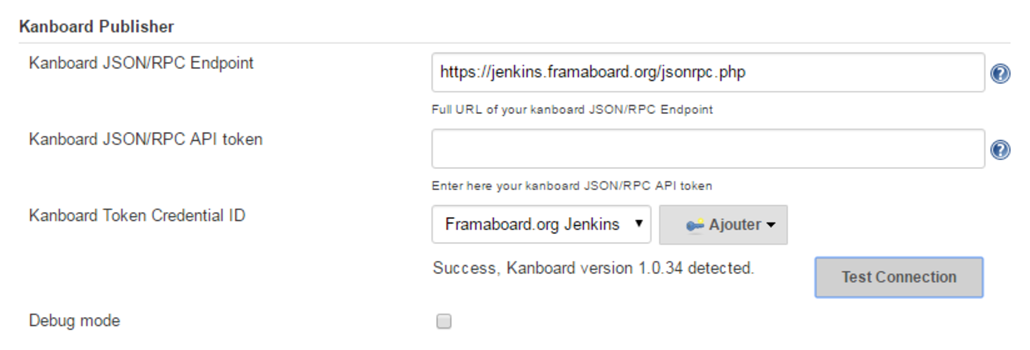 Kanboard Publisher
Kanboard JSON/RPC Endpoint
https://jenkins.framaboard.org/jsonrpc.php
Full URL of your kanboard JSON/RPC Endpoint
Kanboard JSON/RPC API token
Enter here your kanboard JSON/RPC API token
Kanboard Token Credential ID
Framaboard.org Jenkins
Ajouter
Success, Kanboard version 1.0.34 detected.
Test Connection
Debug mode